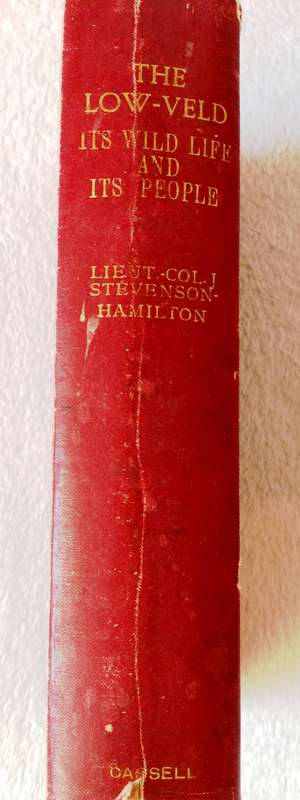 THE
LOW-VELD
ITS WILD LIFE
AND
ITS PEOPLE
LIEUT.-COL. J
STEVENSON-
HAMILTON
CASSELL